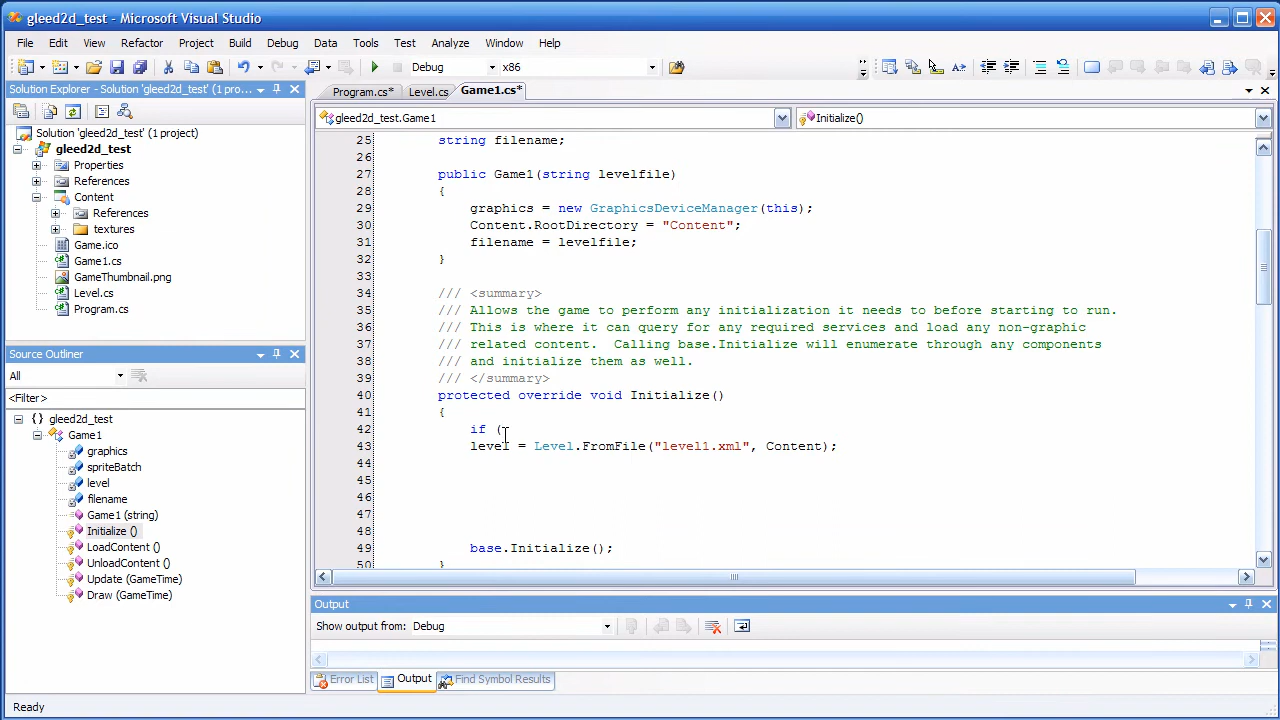 gleed2d_test - Microsoft Visual Studio
File Edit View Refactor Project Build Debug Data Tools Test Analyze Window Help
Debug x86
Solution Explorer - Solution 'gleed2d_test' (1 pro...
Solution 'gleed2d_test' (1 project)
gleed2d_test
Properties
References
Content
References
textures
Game.ico
Game1.cs
GameThumbnail.png
Level.cs
Program.cs
Source Outliner
All
<Filter>
gleed2d_test
Game1
graphics
spriteBatch
level
filename
Game1 (string)
Initialize ()
LoadContent ()
UnloadContent ()
Update (GameTime)
Draw (GameTime)
Program.cs* Level.cs Game1.cs*
gleed2d_test.Game1 Initialize()
25 string filename;
26
27 public Game1(string levelfile)
28 {
29 graphics = new GraphicsDeviceManager(this);
30 Content.RootDirectory = "Content";
31 filename = levelfile;
32 }
33
34 /// <summary>
35 /// Allows the game to perform any initialization it needs to before starting to run.
36 /// This is where it can query for any required services and load any non-graphic
37 /// related content.  Calling base.Initialize will enumerate through any components
38 /// and initialize them as well.
39 /// </summary>
40 protected override void Initialize()
41 {
42 if (
43 level = Level.FromFile("level1.xml", Content);
44
45
46
47
48
49 base.Initialize();
50 }
Output
Show output from: Debug
Error List Output Find Symbol Results
Ready